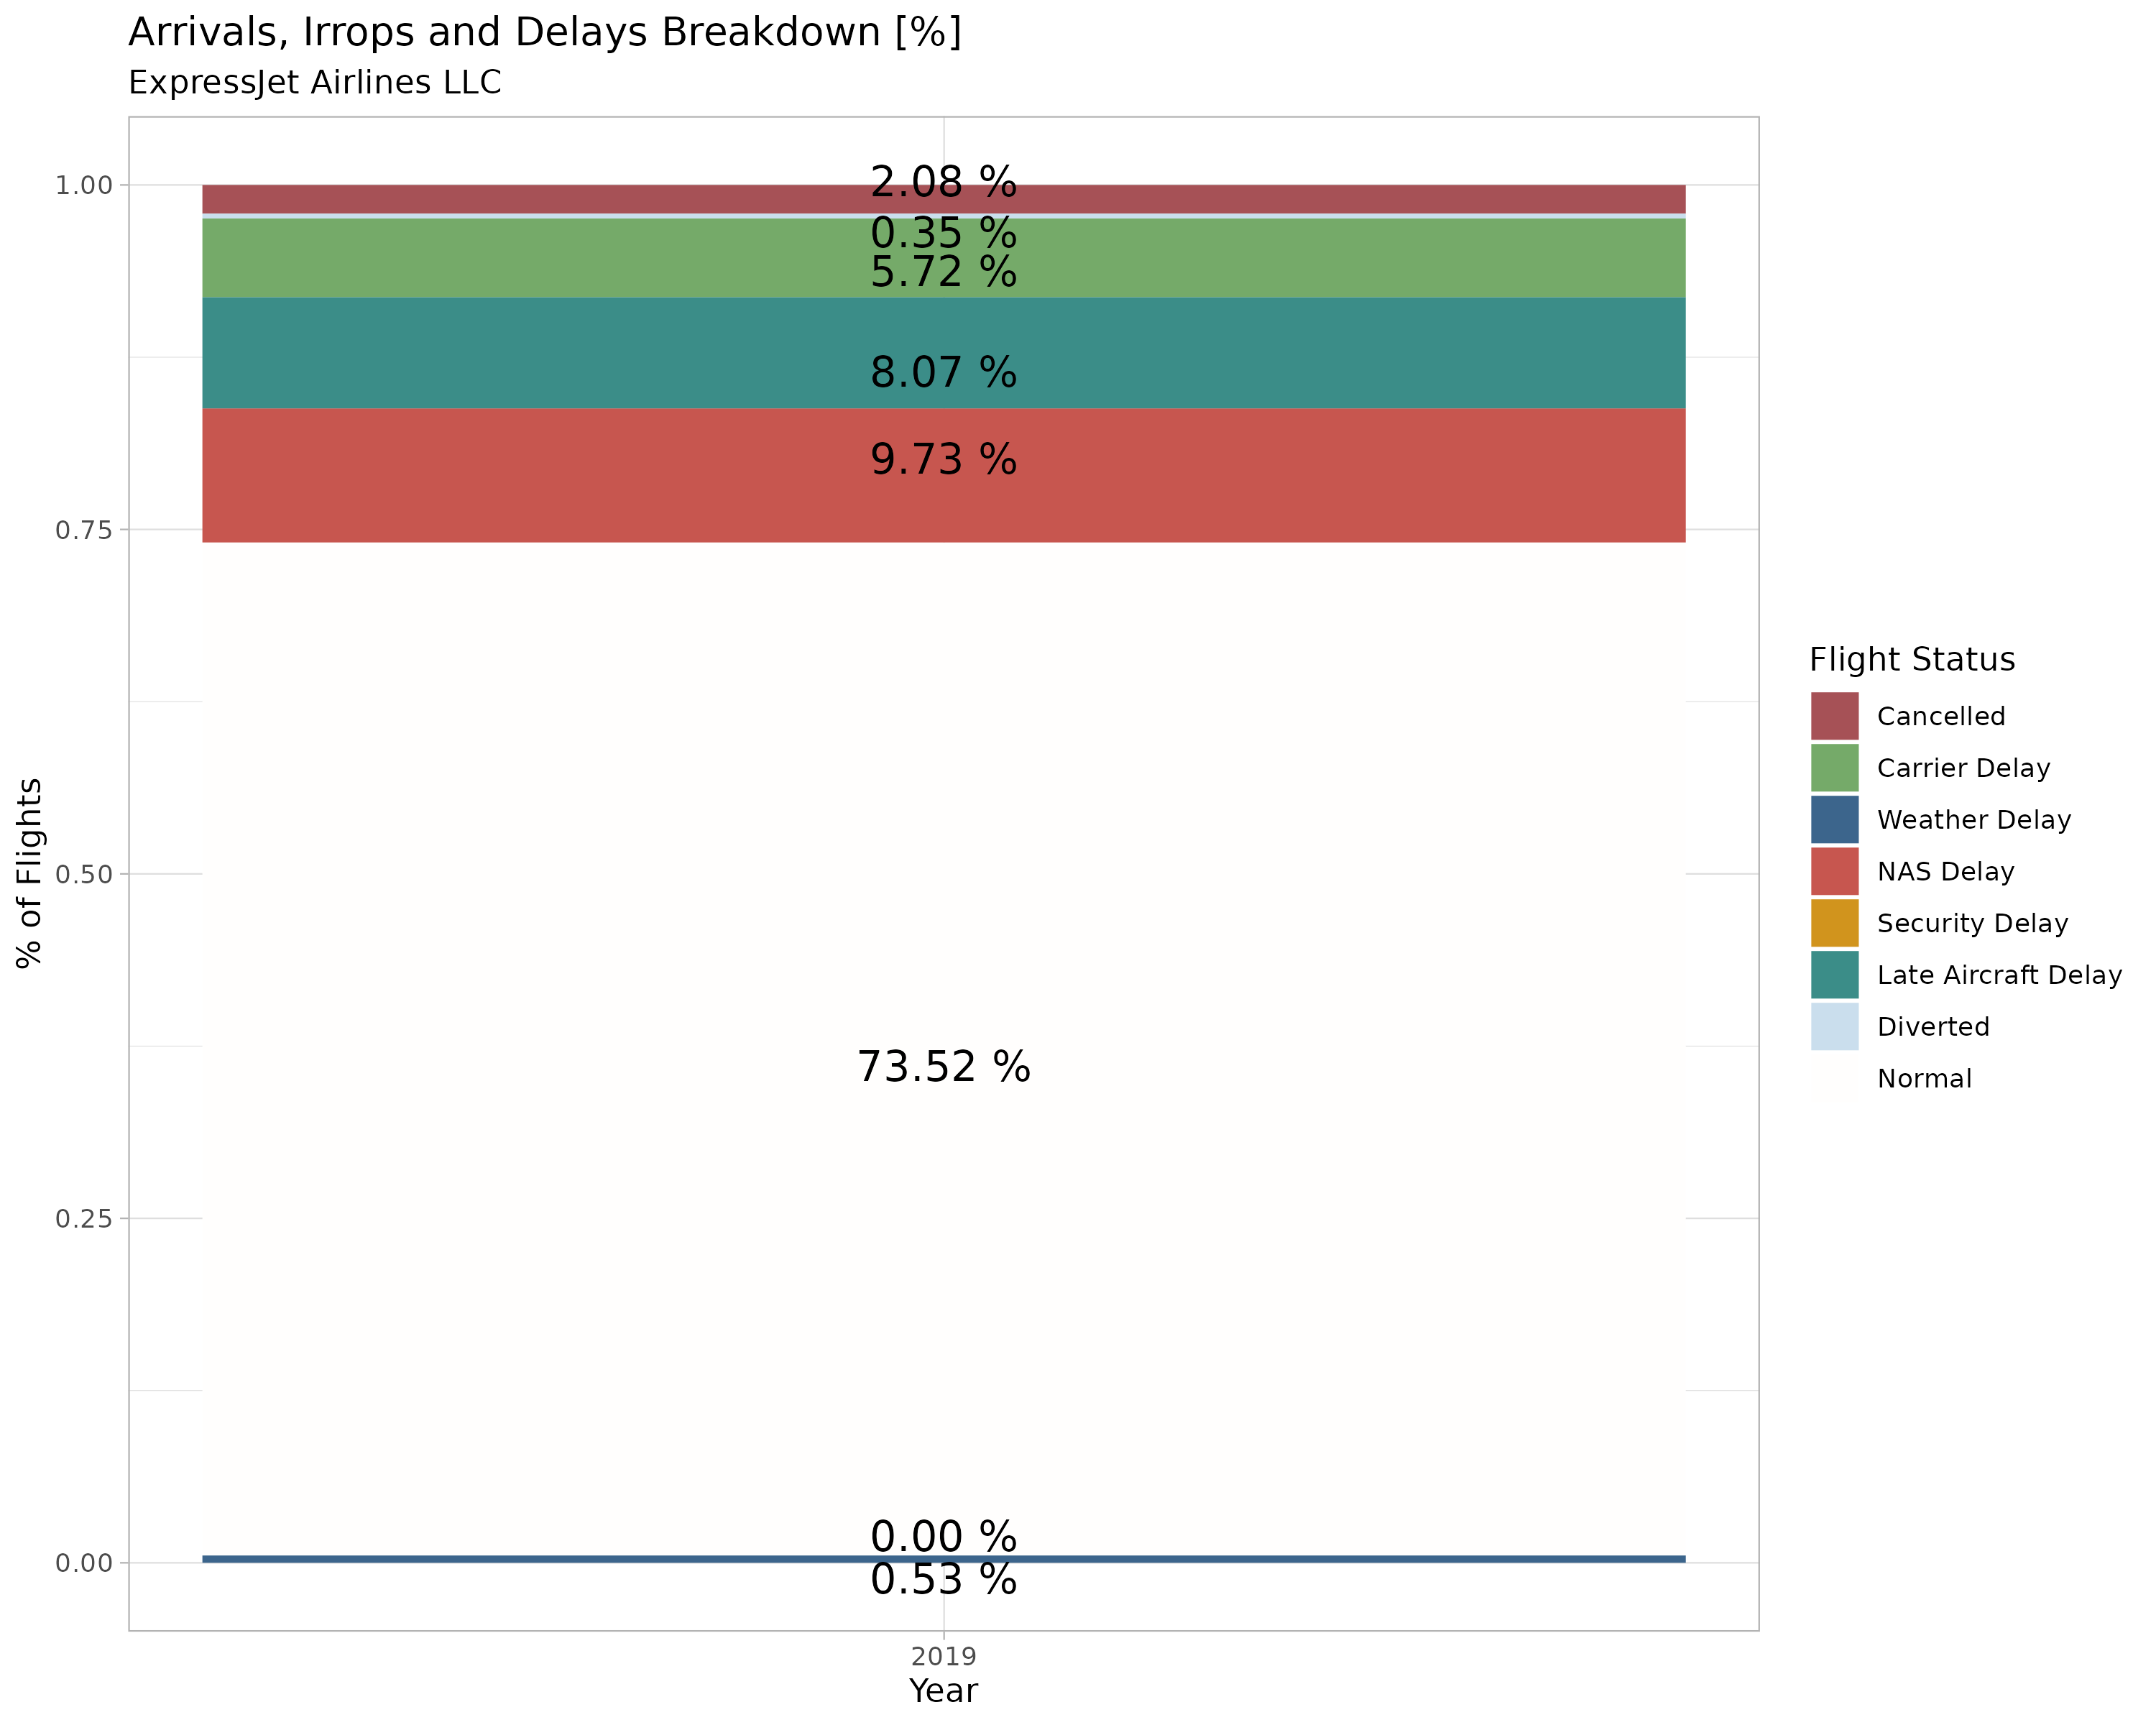 Arrivals, Irrops and Delays Breakdown [%]
ExpressJet Airlines LLC
1.00
0.75
0.50
0.25
0.00
% of Flights
2.08 %
0.35 %
5.72 %
8.07 %
9.73 %
73.52 %
0.00 %
0.53 %
2019
Year
Flight Status
Cancelled
Carrier Delay
Weather Delay
NAS Delay
Security Delay
Late Aircraft Delay
Diverted
Normal